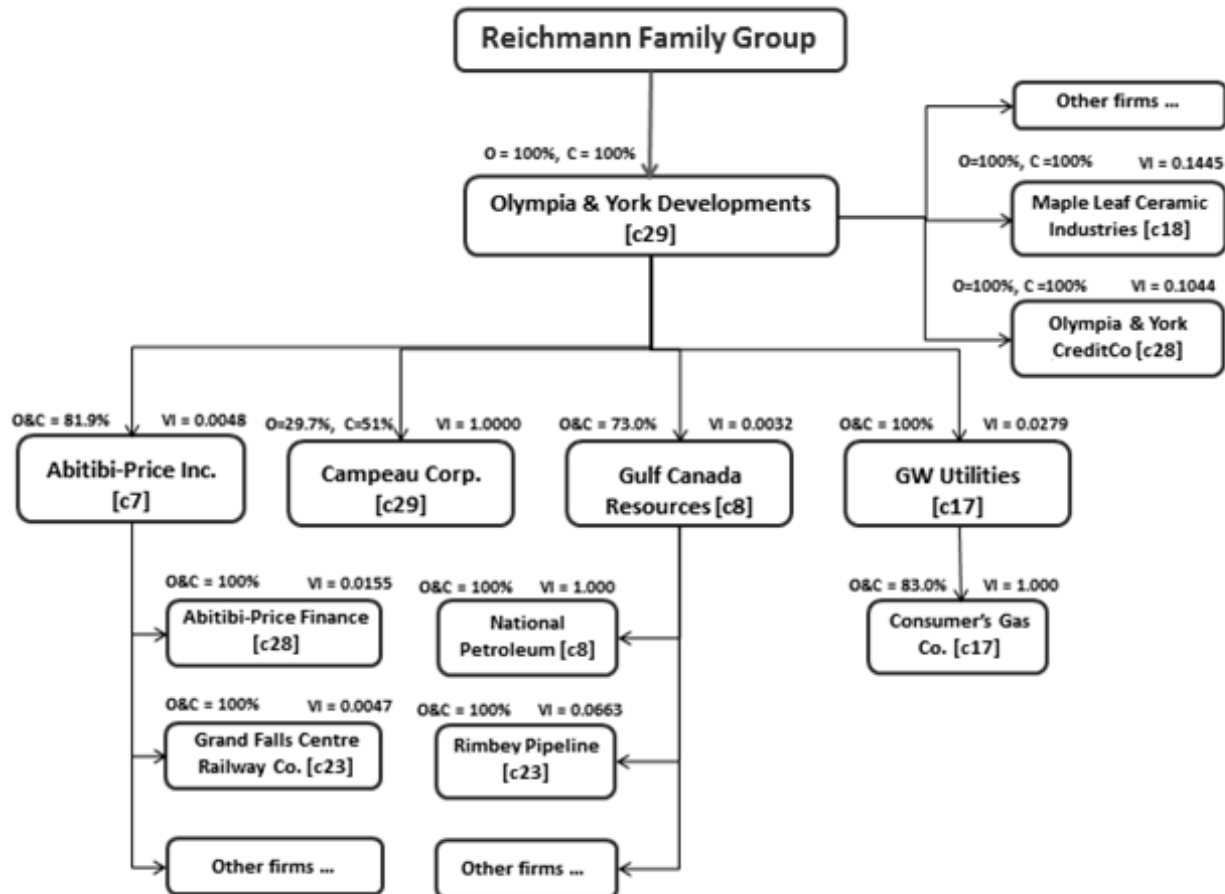 Reichmann Family Group
Other firms ...
O = 100%, C = 100%
O=100%, C =100% VI = 0.1445
Olympia & York Developments
[c29]
Maple Leaf Ceramic
Industries [c18]
O=100%, C =100% VI = 0.1044
Olympia & York
CreditCo [c28]
O&C = 81.9% VI = 0.0048
O=29.7%, C=51% VI = 1.0000
O&C = 73.0% VI = 0.0032
O&C = 100% VI = 0.0279
Abitibi-Price Inc.
[c7]
Campeau Corp.
[c29]
Gulf Canada
Resources [c8]
GW Utilities
[c17]
O&C = 100% VI = 0.0155
Abitibi-Price Finance
[c28]
O&C = 100% VI = 1.000
National
Petroleum [c8]
O&C = 83.0% VI = 1.000
Consumer's Gas
Co. [c17]
O&C = 100% VI = 0.0047
Grand Falls Centre
Railway Co. [c23]
O&C = 100% VI = 0.0663
Rimbey Pipeline
[c23]
Other firms ...
Other firms ...